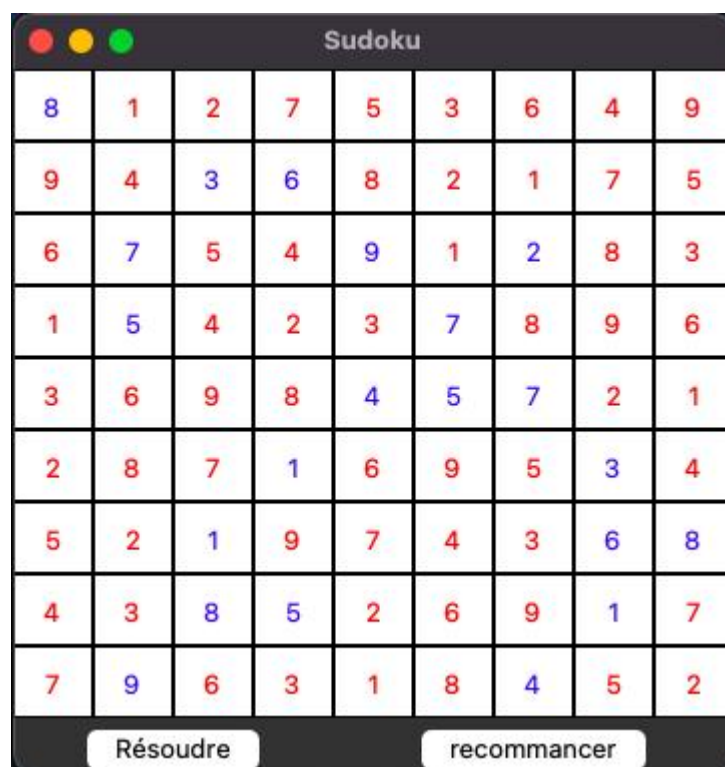 Sudoku
8 1 2 7 5 3 6 4 9
9 4 3 6 8 2 1 7 5
6 7 5 4 9 1 2 8 3
1 5 4 2 3 7 8 9 6
3 6 9 8 4 5 7 2 1
2 8 7 1 6 9 5 3 4
5 2 1 9 7 4 3 6 8
4 3 8 5 2 6 9 1 7
7 9 6 3 1 8 4 5 2
Résoudre recommancer